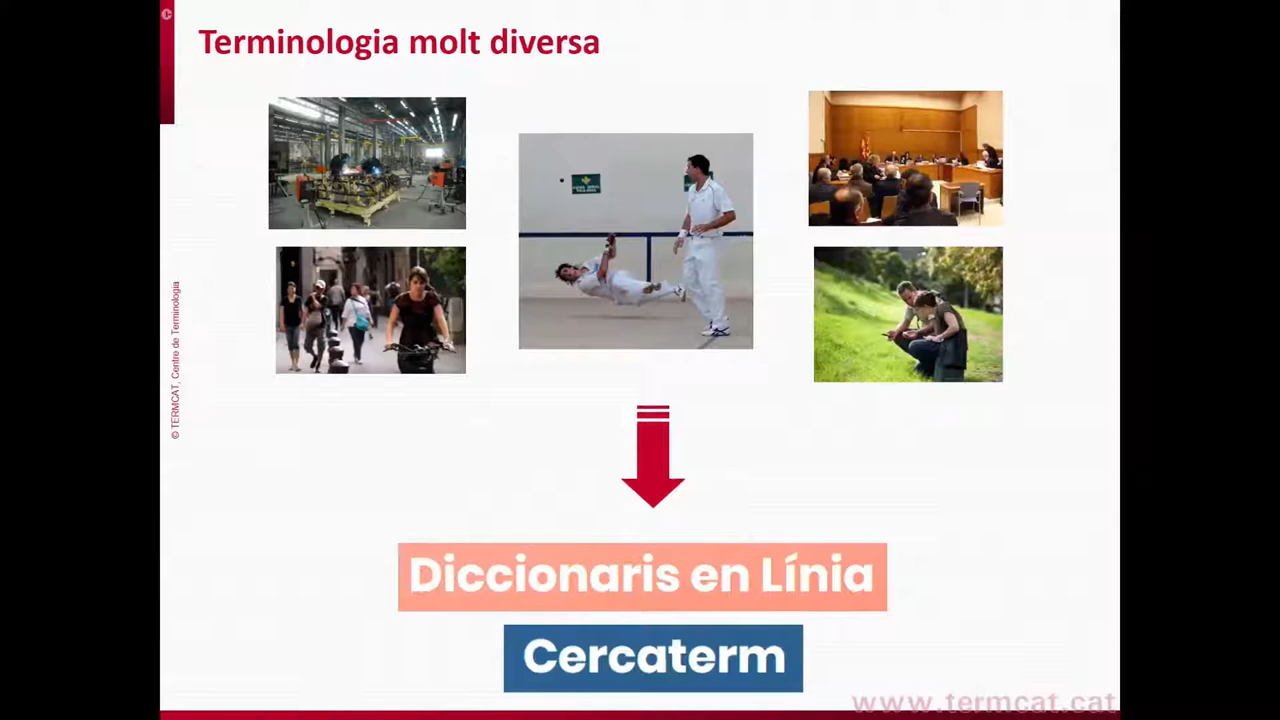 Terminologia molt diversa
© TERMCAT, Centre de Terminologia
Diccionaris en Línia
Cercaterm
www.termcat.cat